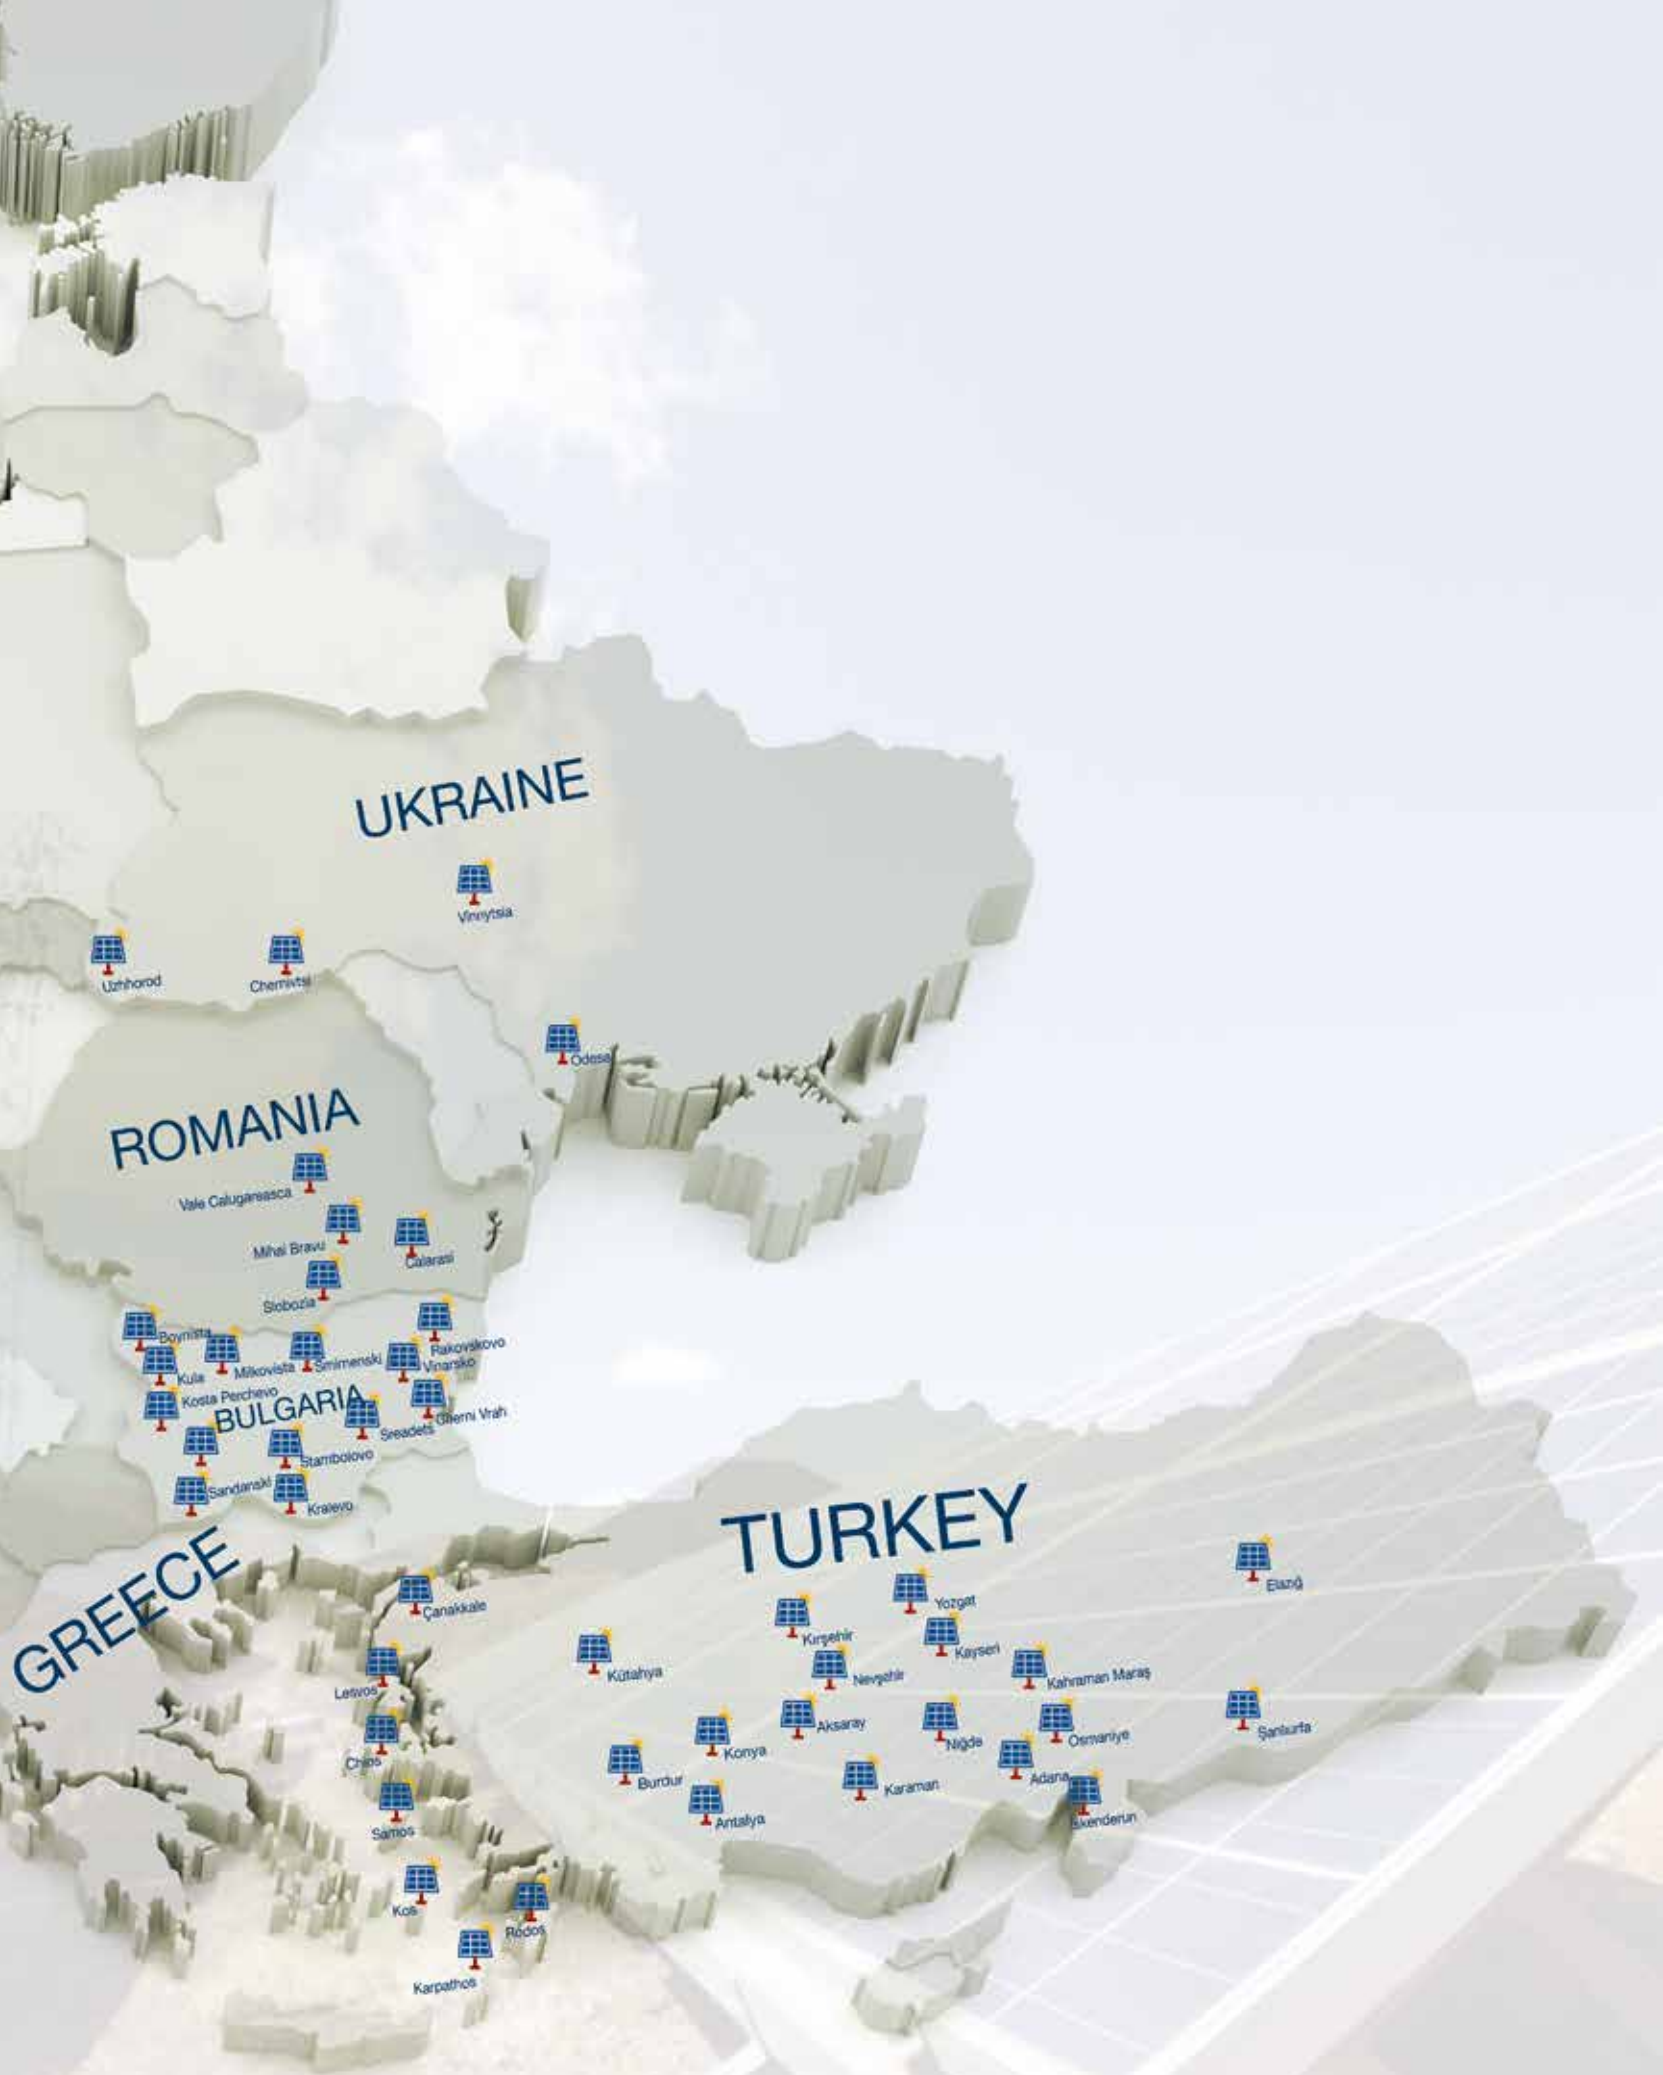 UKRAINE
Vinnytsia
Uzhhorod
Chernivtsi
Odesa
ROMANIA
Vale Calugareasca
Mihai Bravu
Calarasi
Slobozia
Boynista
Rakovskovo
Kula
Milkovista
Smirnenski
Vinarsko
Kosta Perchevo
BULGARIA
Cherni Vrah
Sreadets
Stambolovo
Sandanski
Kralevo
GREECE
TURKEY
Çanakkale
Elazığ
Yozgat
Kırşehir
Kayseri
Kütahya
Nevşehir
Kahraman Maraş
Lesvos
Aksaray
Niğde
Osmaniye
Şanlıurfa
Chios
Konya
Adana
Burdur
Karaman
Antalya
İskenderun
Samos
Kos
Rodos
Karpathos